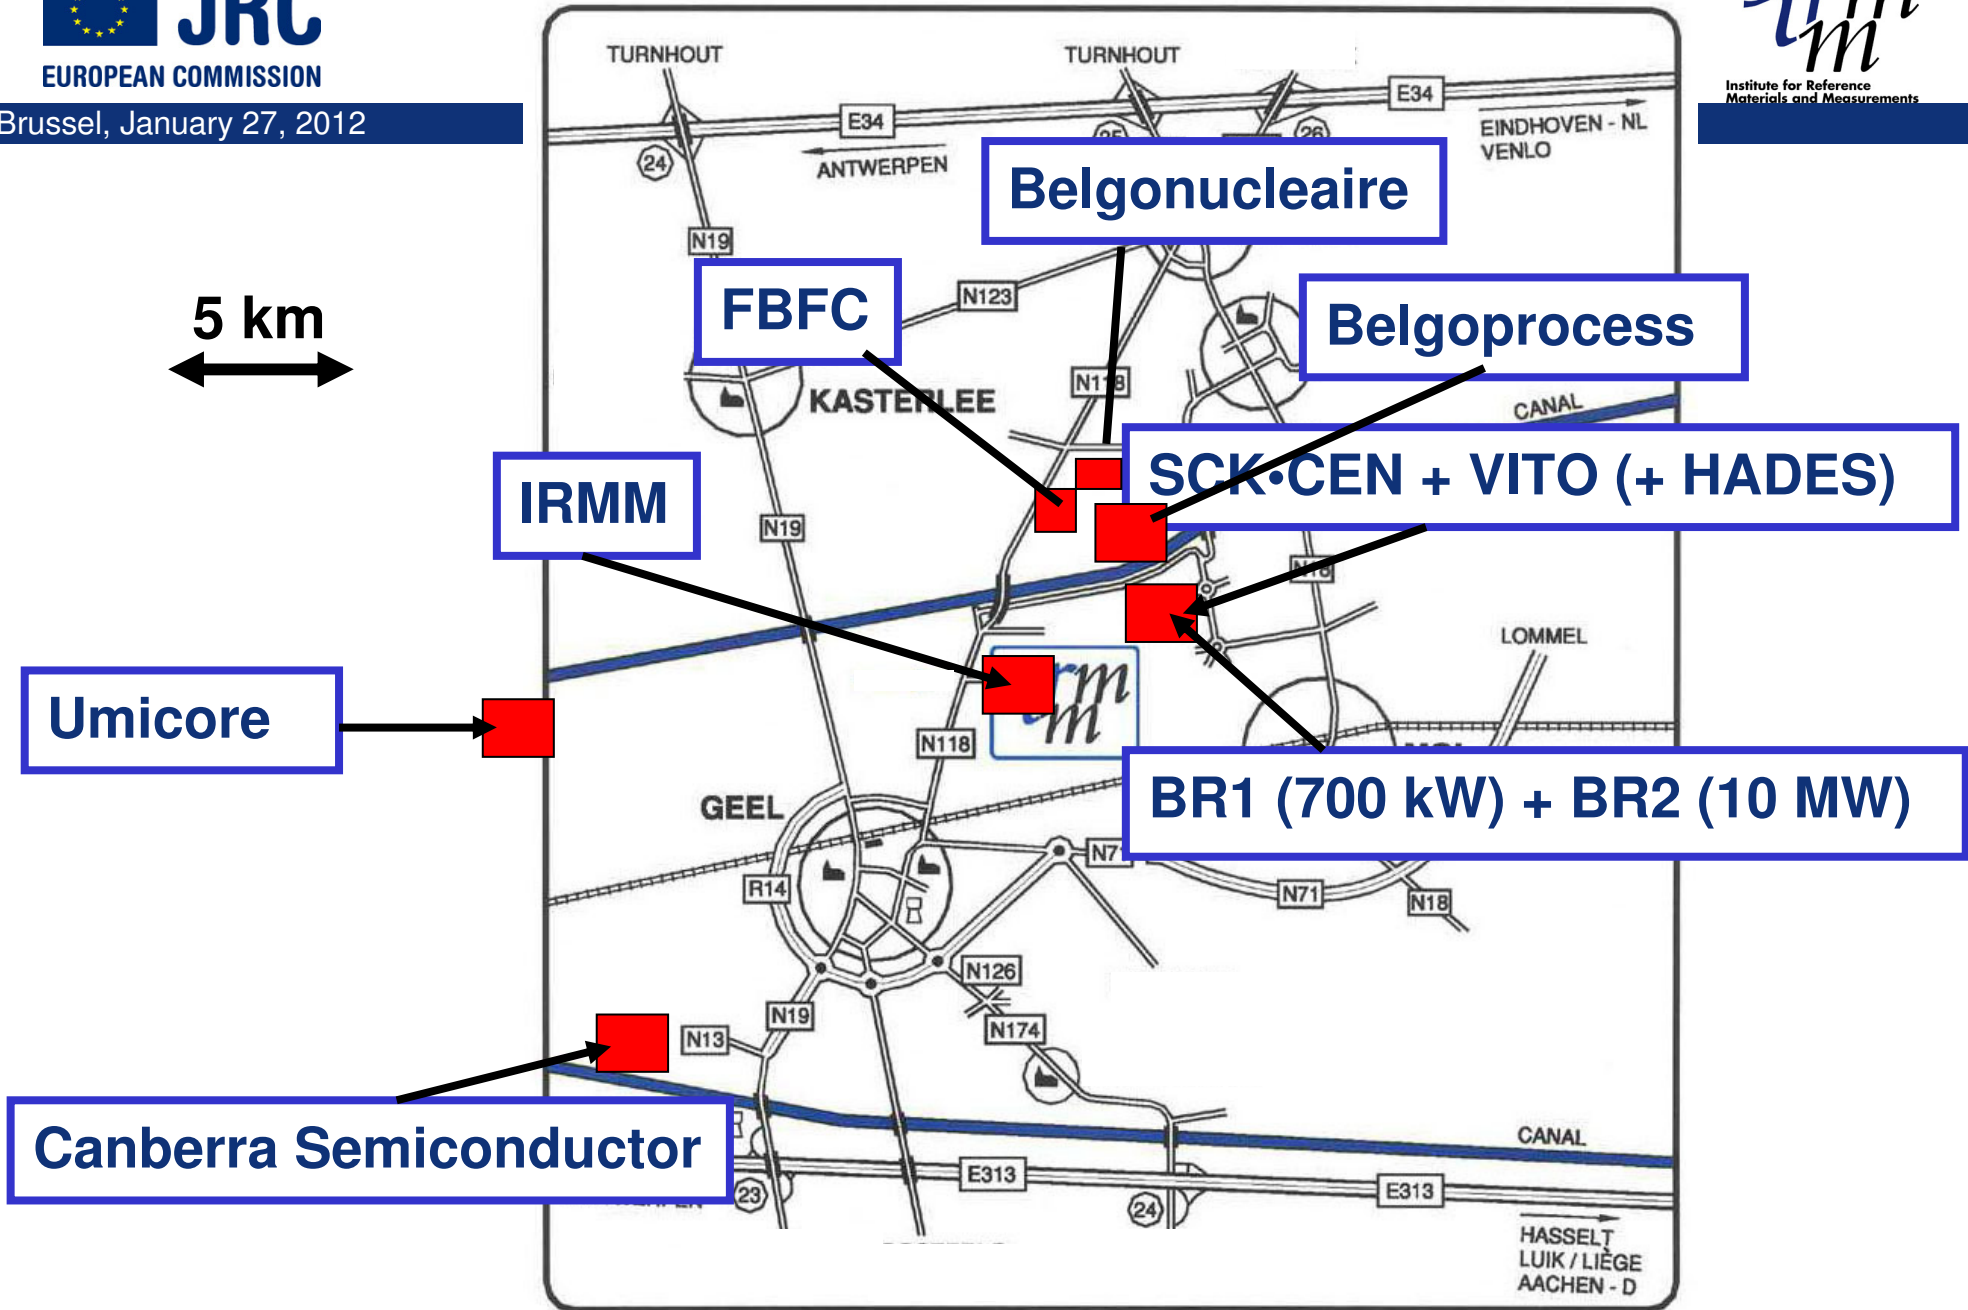 JRC
EUROPEAN COMMISSION
Brussel, January 27, 2012
Institute for Reference
Materials and Measurements
TURNHOUT
TURNHOUT
E34
E34
EINDHOVEN - NL
VENLO
24
ANTWERPEN
26
Belgonucleaire
N19
FBFC
N123
Belgoprocess
5 km
N118
KASTERLEE
CANAL
SCK•CEN + VITO (+ HADES)
IRMM
N19
N18
LOMMEL
Umicore
N118
BR1 (700 kW) + BR2 (10 MW)
GEEL
N71
R14
N71
N18
N126
N19
N174
N13
Canberra Semiconductor
CANAL
E313
E313
23
24
HASSELT
LUIK / LIÈGE
AACHEN - D